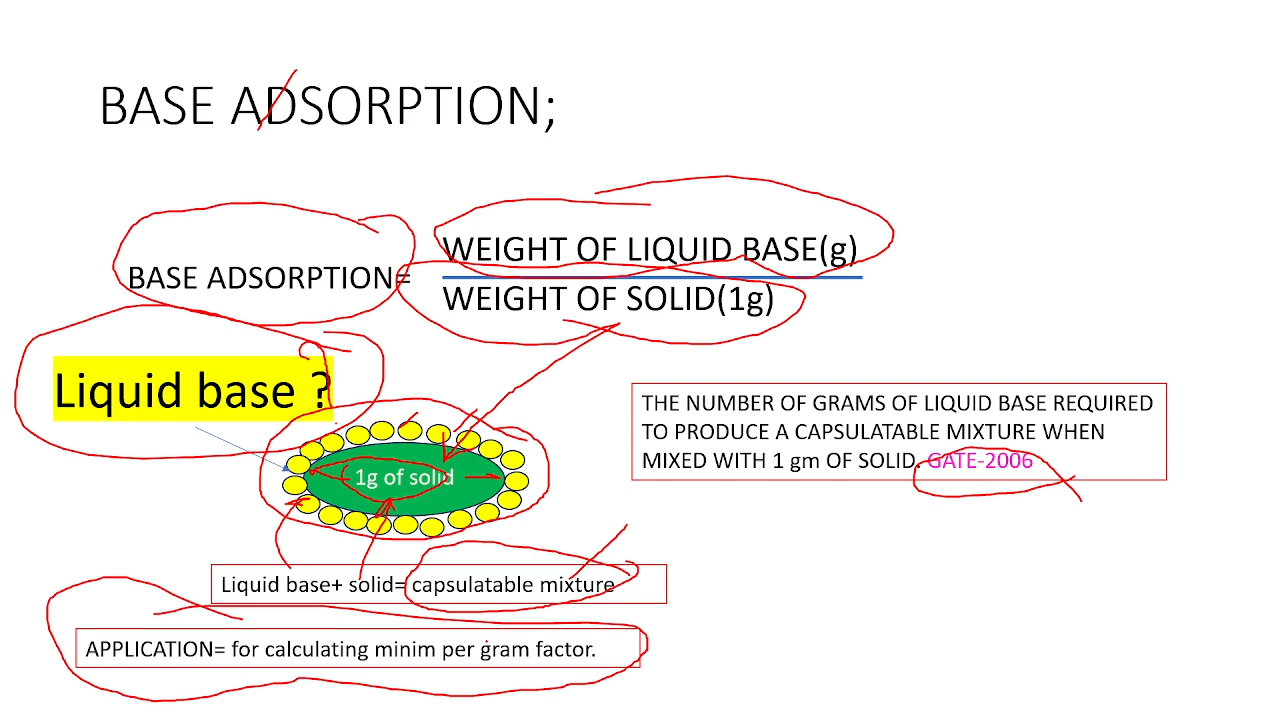 BASE ADSORPTION;
BASE ADSORPTION=
WEIGHT OF LIQUID BASE(g)
WEIGHT OF SOLID(1g)
Liquid base ?
THE NUMBER OF GRAMS OF LIQUID BASE REQUIRED
TO PRODUCE A CAPSULATABLE MIXTURE WHEN
MIXED WITH 1 gm OF SOLID. GATE-2006
1g of solid
Liquid base+ solid= capsulatable mixture
APPLICATION= for calculating minim per gram factor.